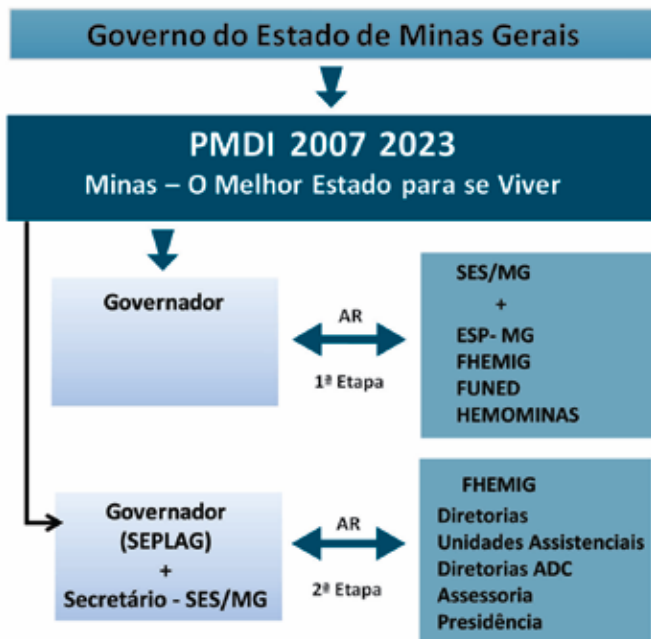 Governo do Estado de Minas Gerais
PMDI 2007 2023
Minas – O Melhor Estado para se Viver
Governador
AR
1ª Etapa
SES/MG
+
ESP- MG
FHEMIG
FUNED
HEMOMINAS
Governador
(SEPLAG)
+
Secretário - SES/MG
AR
2ª Etapa
FHEMIG
Diretorias
Unidades Assistenciais
Diretorias ADC
Assessoria
Presidência